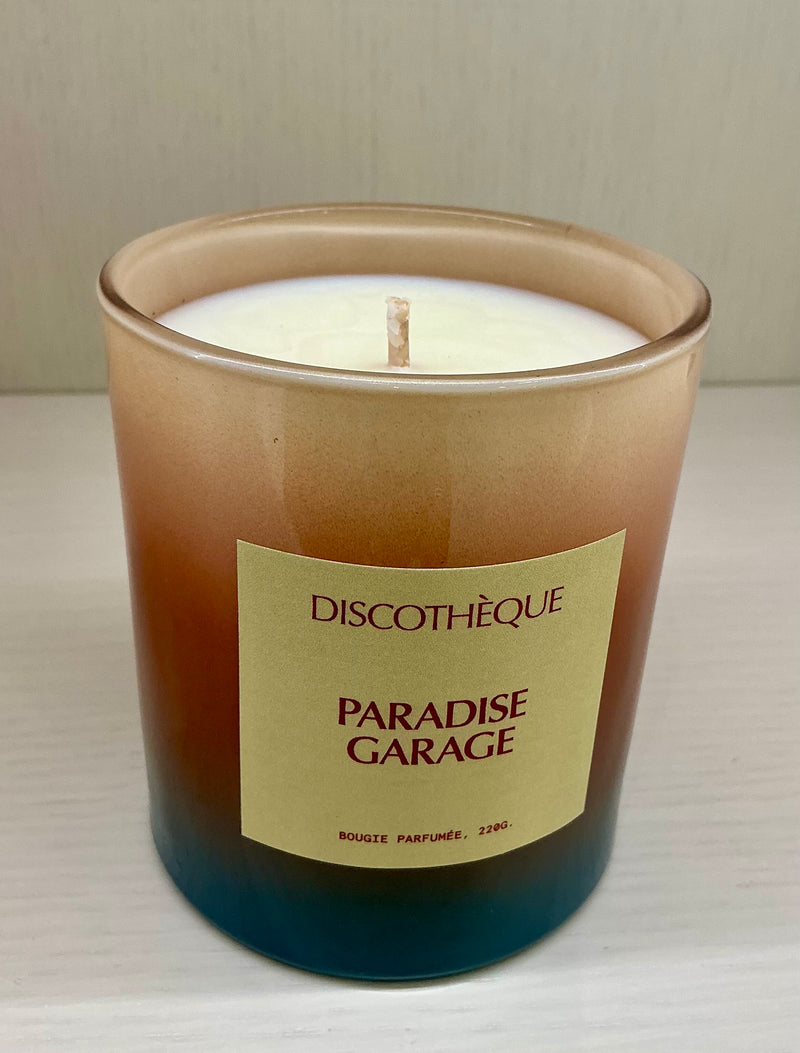 DISCOTHÈQUE
PARADISE
GARAGE
BOUGIE PARFUMÉE, 220G.